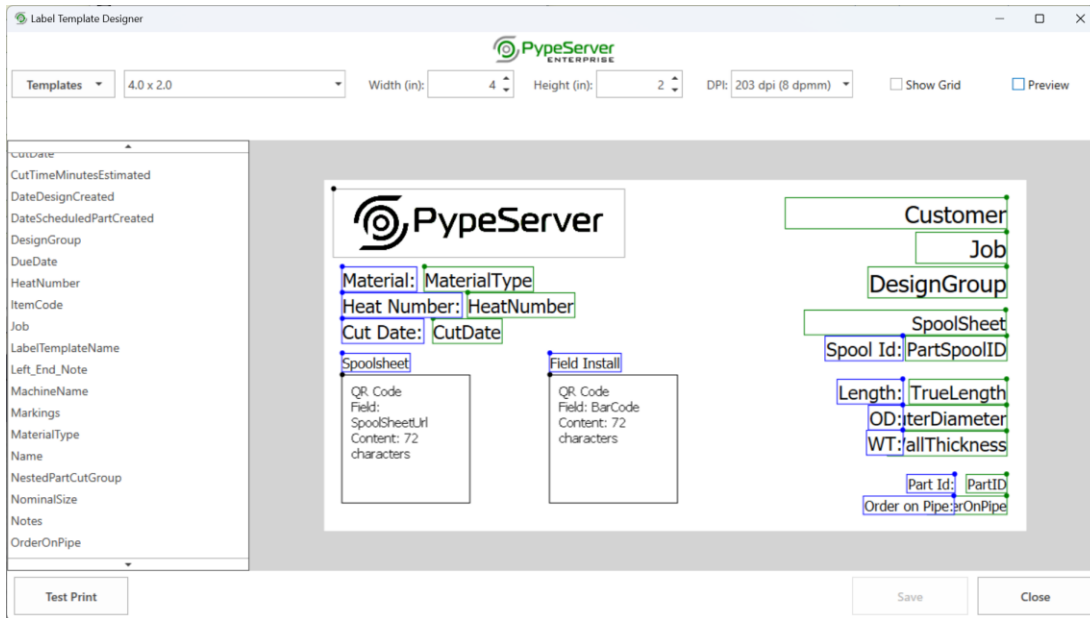 Label Template Designer
PypeServer
ENTERPRISE
Templates
4.0 x 2.0
Width (in):
4
Height (in):
2
DPI:
203 dpi (8 dpmm)
Show Grid
Preview
CutDate
CutTimeMinutesEstimated
DateDesignCreated
DateScheduledPartCreated
DesignGroup
DueDate
HeatNumber
ItemCode
Job
LabelTemplateName
Left_End_Note
MachineName
Markings
MaterialType
Name
NestedPartCutGroup
NominalSize
Notes
OrderOnPipe
PypeServer
Material: MaterialType
Heat Number: HeatNumber
Cut Date: CutDate
Spoolsheet
QR Code
Field:
SpoolSheetUrl
Content: 72
characters
Field Install
QR Code
Field: BarCode
Content: 72
characters
Customer
Job
DesignGroup
SpoolSheet
Spool Id: PartSpoolID
Length: TrueLength
OD:uterDiameter
WT:WallThickness
Part Id: PartID
Order on Pipe:erOnPipe
Test Print
Save
Close